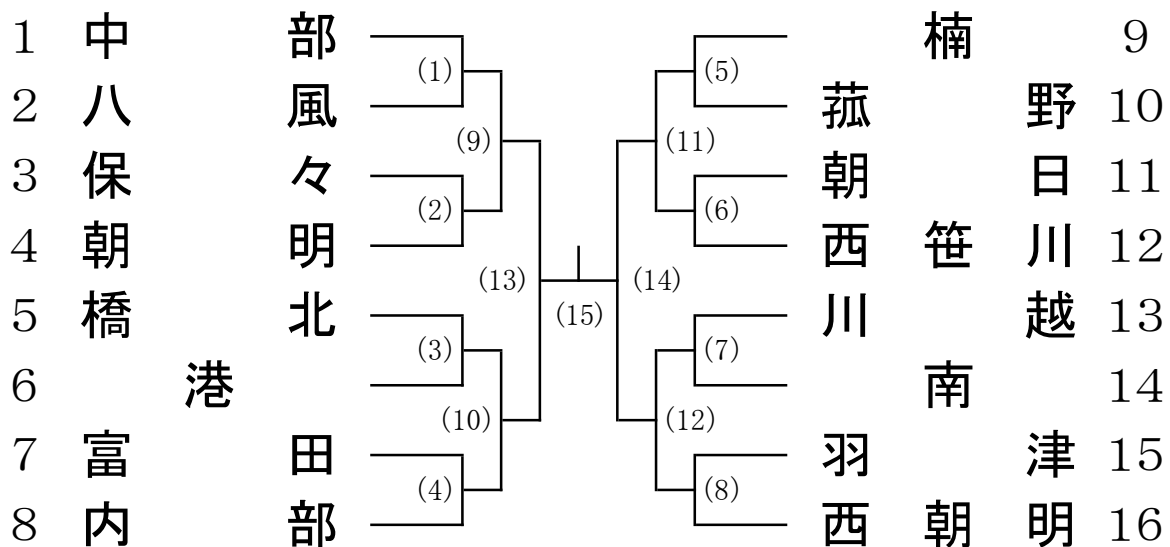 1 中部 (1) (5) 楠 9
2 八風 菰野 10
(9) (11)
3 保々 朝日 11
(2) (6)
4 朝明 西笹川 12
(13) (14)
(15)
5 橋北 川越 13
(3) (7)
6 港 南 14
(10) (12)
7 富田 羽津 15
(4) (8)
8 内部 西朝明 16